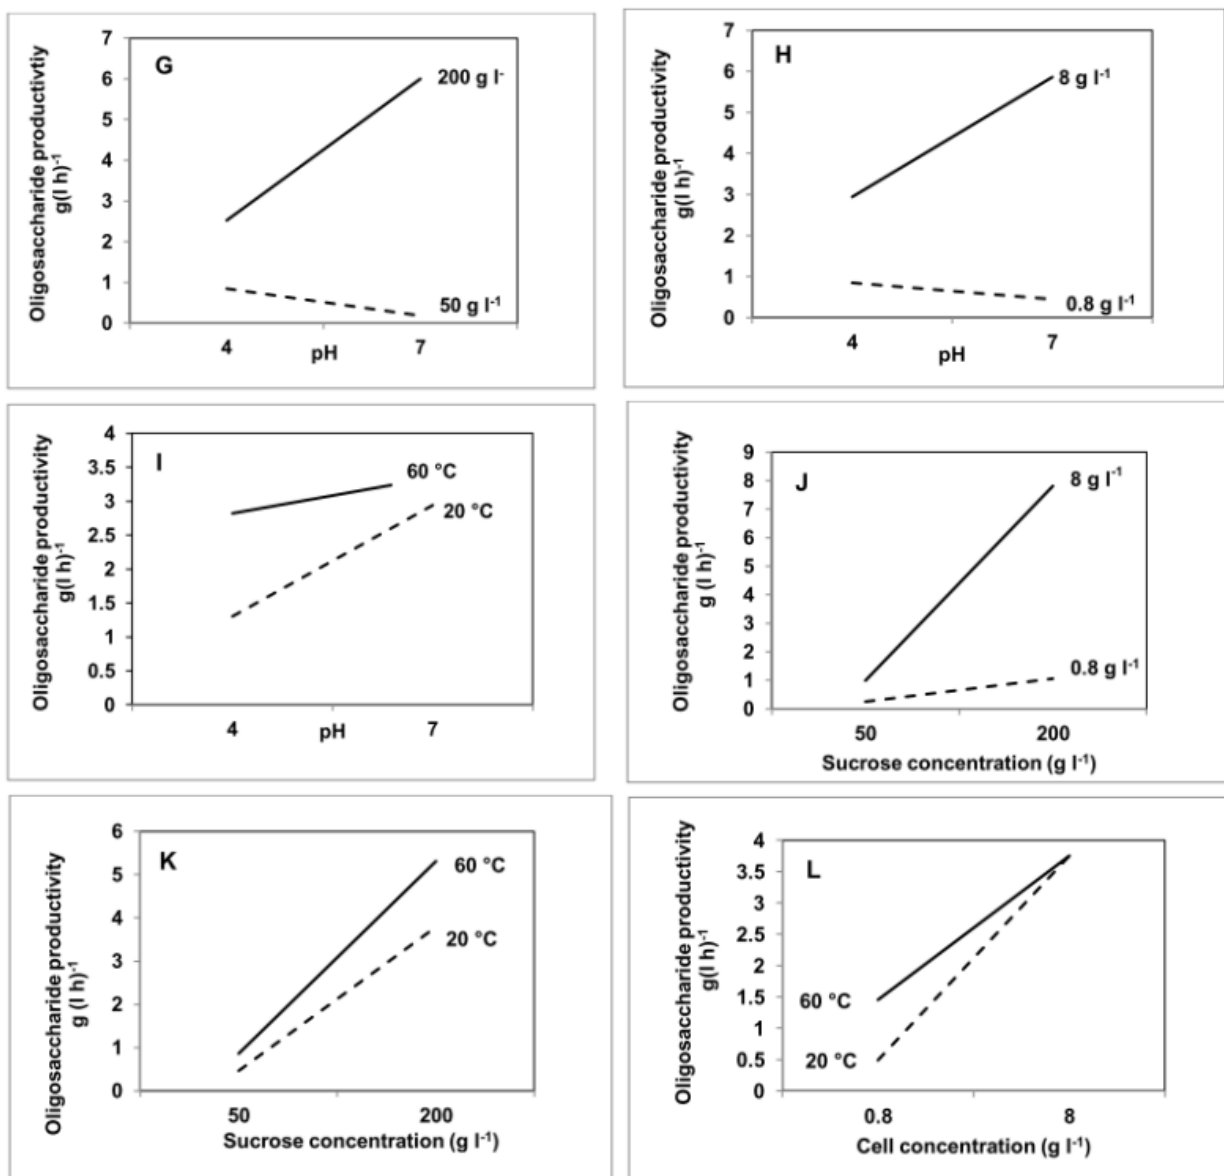 G
Oligosaccharide productivtiy
g(l h)-1
7
6
5
4
3
2
1
0
200 g l-
50 g l-1
4
pH
7
H
Oligosaccharide productivity
g(l h)-1
7
6
5
4
3
2
1
0
8 g l-1
0.8 g l-1
4
pH
7
I
Oligosaccharide productivity
g(l h)-1
4
3.5
3
2.5
2
1.5
1
0.5
0
60 °C
20 °C
4
pH
7
J
Oligosaccharide productivity
g (l h)-1
9
8
7
6
5
4
3
2
1
0
8 g l-1
0.8 g l-1
50
200
Sucrose concentration (g l-1)
K
Oligosaccharide productivity
g (l h)-1
6
5
4
3
2
1
0
60 °C
20 °C
50
200
Sucrose concentration (g l-1)
L
Oligosaccharide productivity
g(l h)-1
4
3.5
3
2.5
2
1.5
1
0.5
0
60 °C
20 °C
0.8
8
Cell concentration (g l-1)